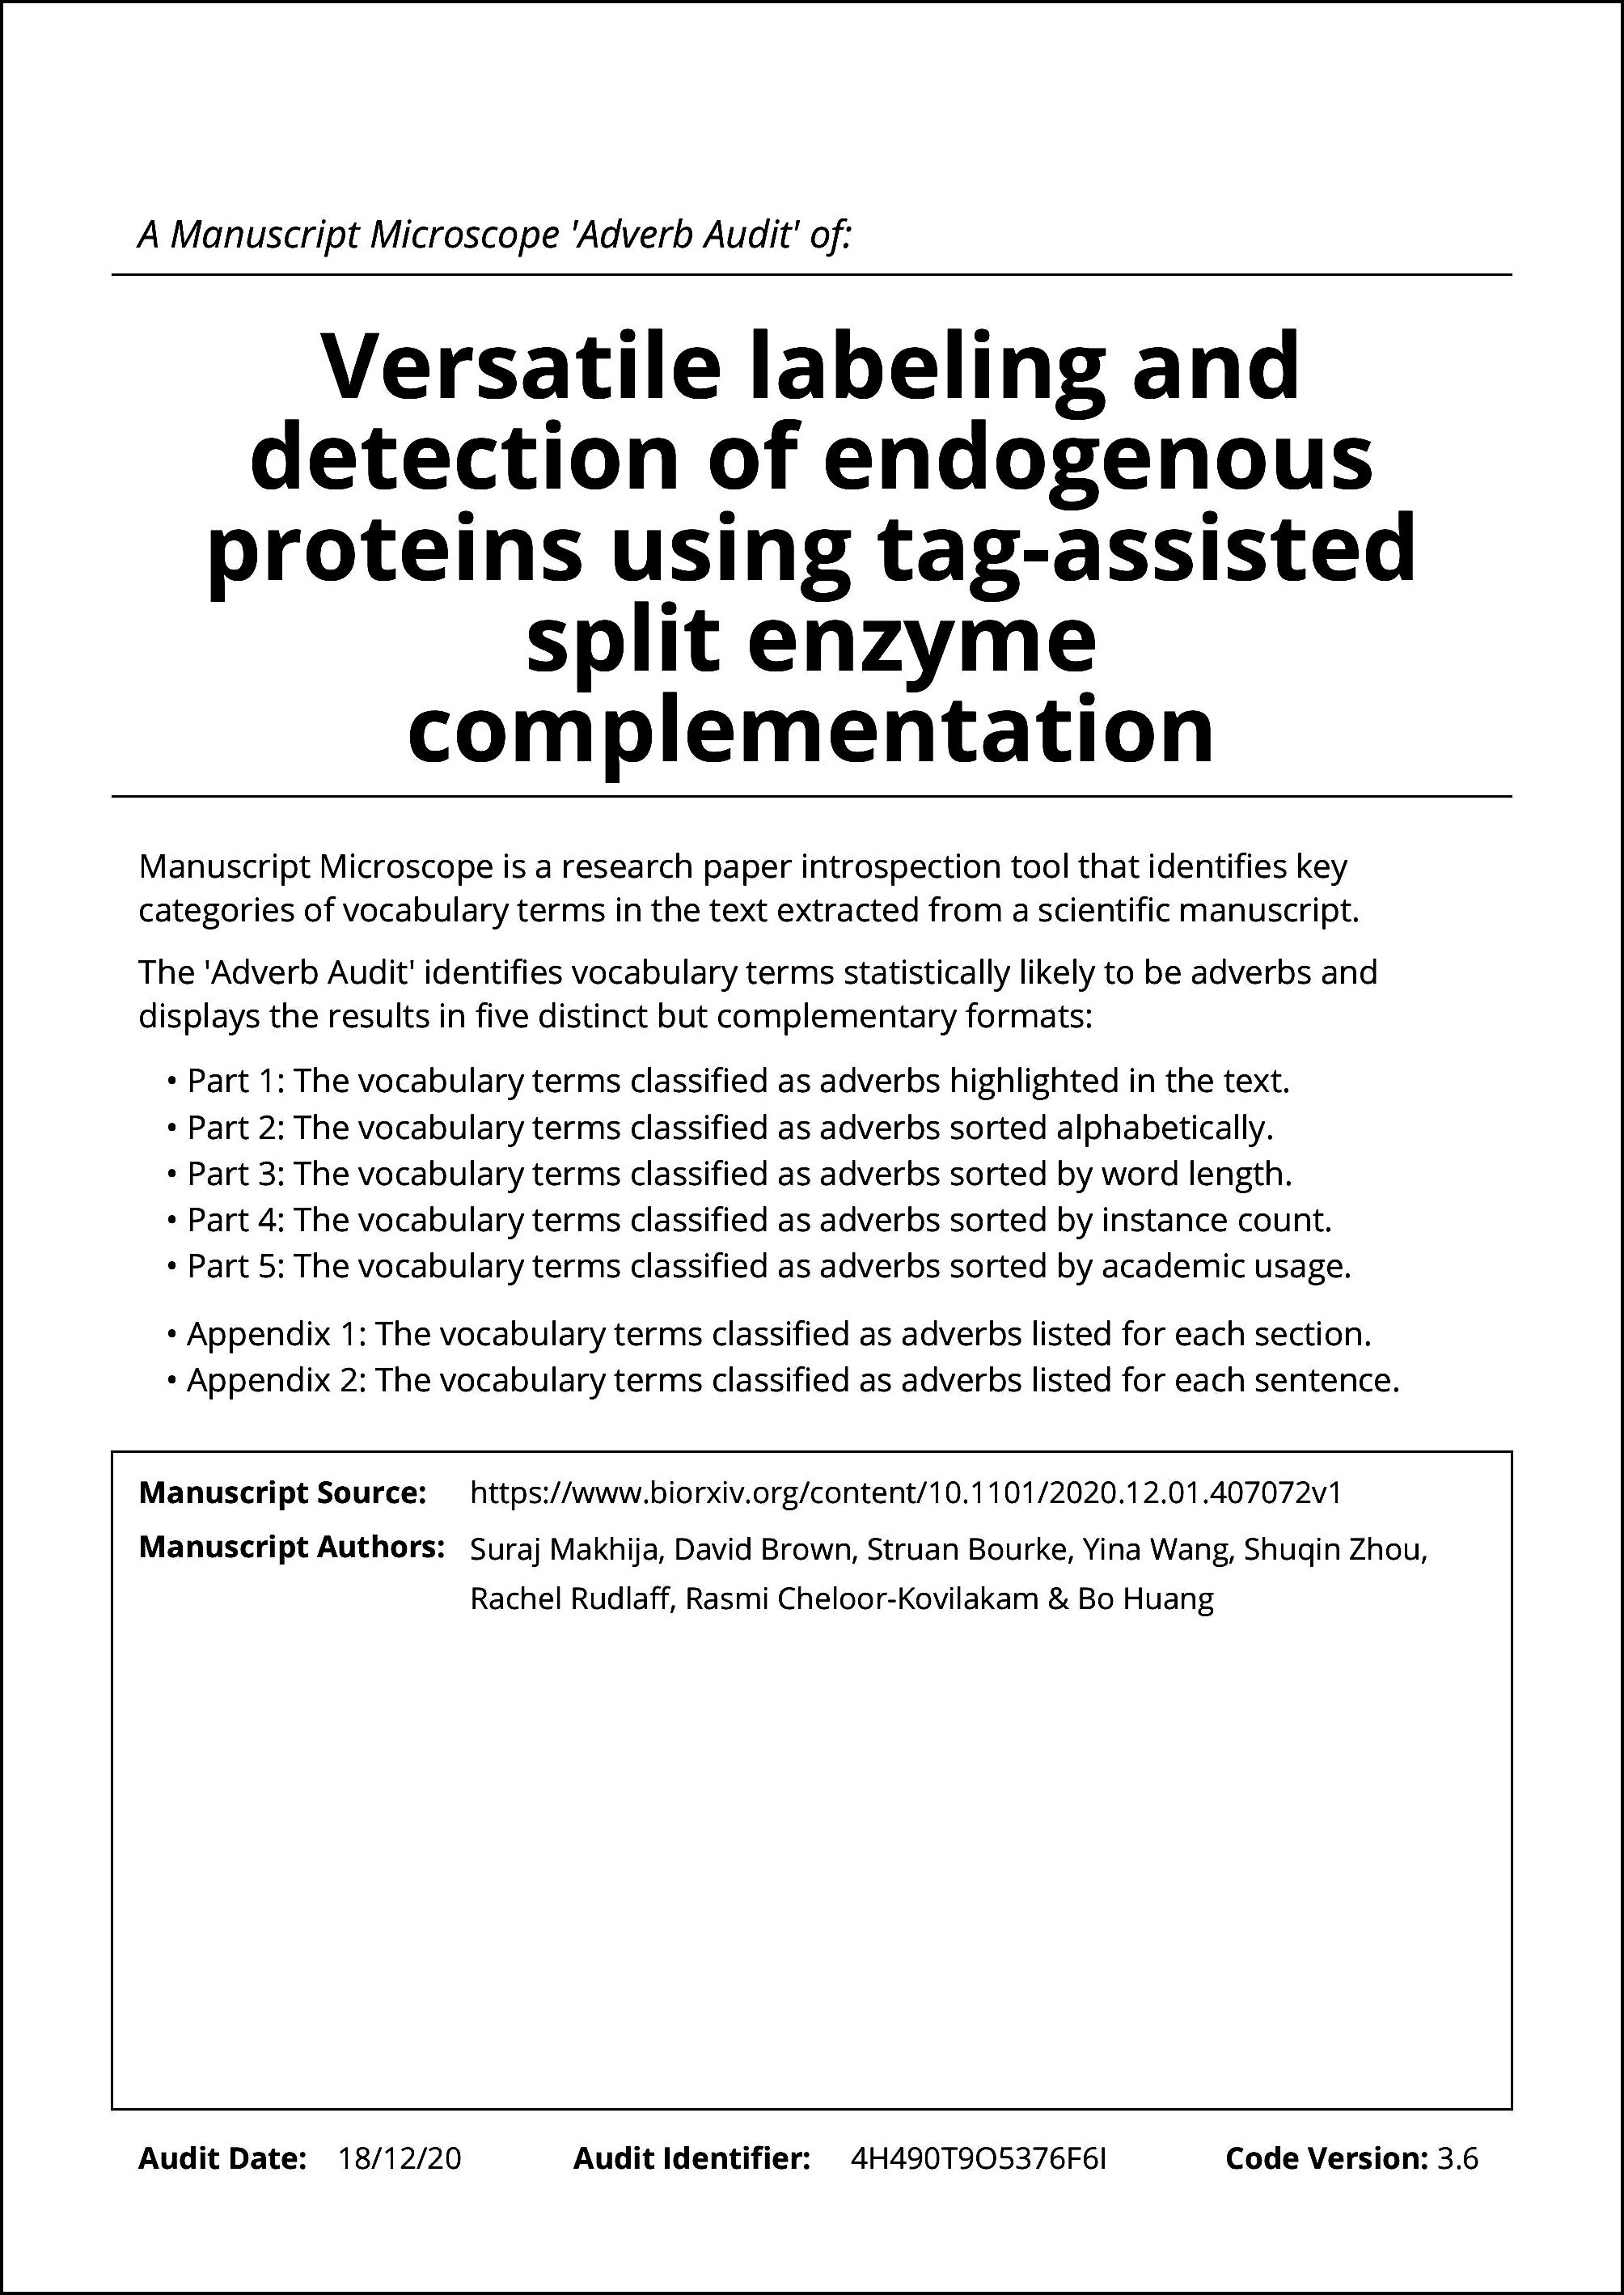 A Manuscript Microscope 'Adverb Audit' of:
Versatile labeling and
detection of endogenous
proteins using tag-assisted
split enzyme
complementation
Manuscript Microscope is a research paper introspection tool that identifies key
categories of vocabulary terms in the text extracted from a scientific manuscript.
The 'Adverb Audit' identifies vocabulary terms statistically likely to be adverbs and
displays the results in five distinct but complementary formats:
• Part 1: The vocabulary terms classified as adverbs highlighted in the text.
• Part 2: The vocabulary terms classified as adverbs sorted alphabetically.
• Part 3: The vocabulary terms classified as adverbs sorted by word length.
• Part 4: The vocabulary terms classified as adverbs sorted by instance count.
• Part 5: The vocabulary terms classified as adverbs sorted by academic usage.
• Appendix 1: The vocabulary terms classified as adverbs listed for each section.
• Appendix 2: The vocabulary terms classified as adverbs listed for each sentence.
Manuscript Source: https://www.biorxiv.org/content/10.1101/2020.12.01.407072v1
Manuscript Authors: Suraj Makhija, David Brown, Struan Bourke, Yina Wang, Shuqin Zhou,
Rachel Rudlaff, Rasmi Cheloor-Kovilakam & Bo Huang
Audit Date: 18/12/20 Audit Identifier: 4H490T9O5376F6I Code Version: 3.6